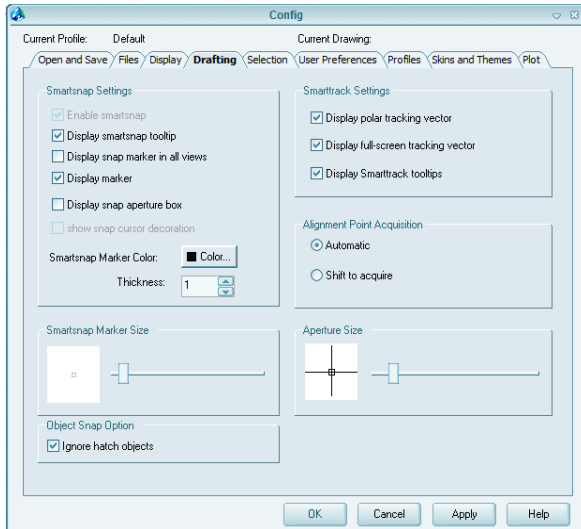 Config
Current Profile: Default Current Drawing:
Open and Save Files Display Drafting Selection User Preferences Profiles Skins and Themes Plot
Smartsnap Settings
Enable smartsnap
Display smartsnap tooltip
Display snap marker in all views
Display marker
Display snap aperture box
show snap cursor decoration
Smartsnap Marker Color: Color...
Thickness: 1
Smarttrack Settings
Display polar tracking vector
Display full-screen tracking vector
Display Smarttrack tooltips
Alignment Point Acquisition
Automatic
Shift to acquire
Smartsnap Marker Size
Aperture Size
Object Snap Option
Ignore hatch objects
OK Cancel Apply Help